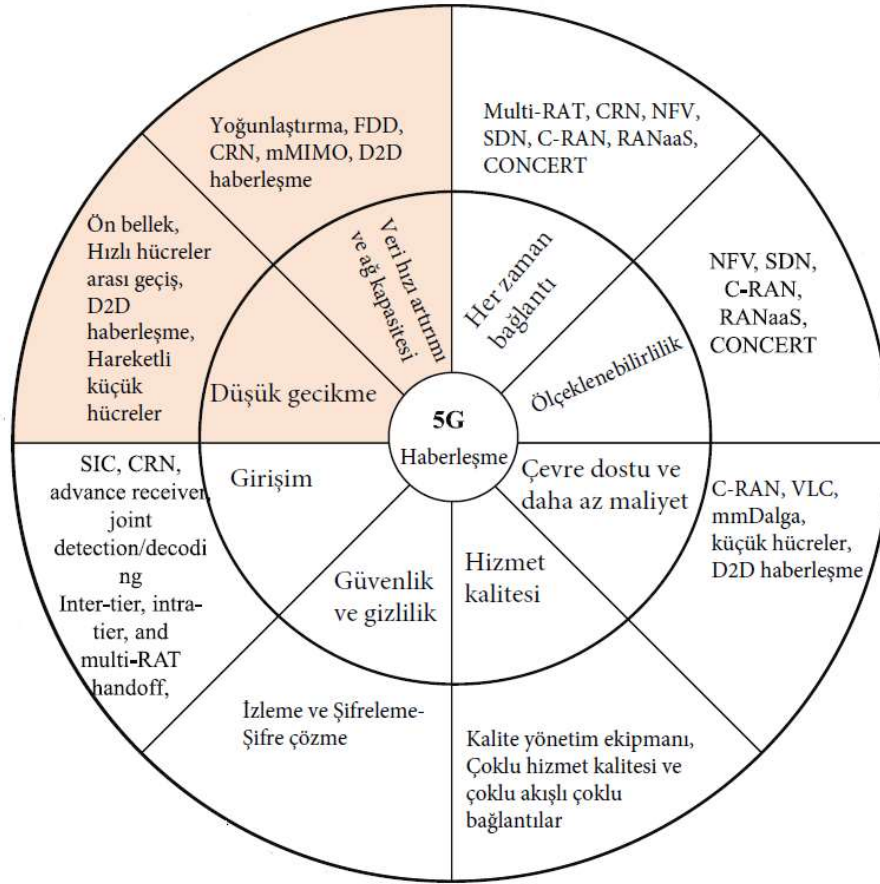 Yoğunlaştırma, FDD,
CRN, mMIMO, D2D
haberleşme
Multi-RAT, CRN, NFV,
SDN, C-RAN, RANaaS,
CONCERT
Ön bellek,
Hızlı hücreler
arası geçiş,
D2D
haberleşme,
Hareketli
küçük
hücreler
Veri hızı artırımı
ve ağ kapasitesi
Her zaman
bağlantı
NFV, SDN,
C-RAN,
RANaaS,
CONCERT
Düşük gecikme
Ölçeklenebilirlilik
5G
Haberleşme
SIC, CRN,
advance receiver,
joint
detection/decodi
ng
Inter-tier, intra-
tier, and
multi-RAT
handoff,
Girişim
Çevre dostu ve
daha az maliyet
C-RAN, VLC,
mmDalga,
küçük hücreler,
D2D haberleşme
Güvenlik
ve gizlilik
Hizmet
kalitesi
İzleme ve Şifreleme-
Şifre çözme
Kalite yönetim ekipmanı,
Çoklu hizmet kalitesi ve
çoklu akışlı çoklu
bağlantılar